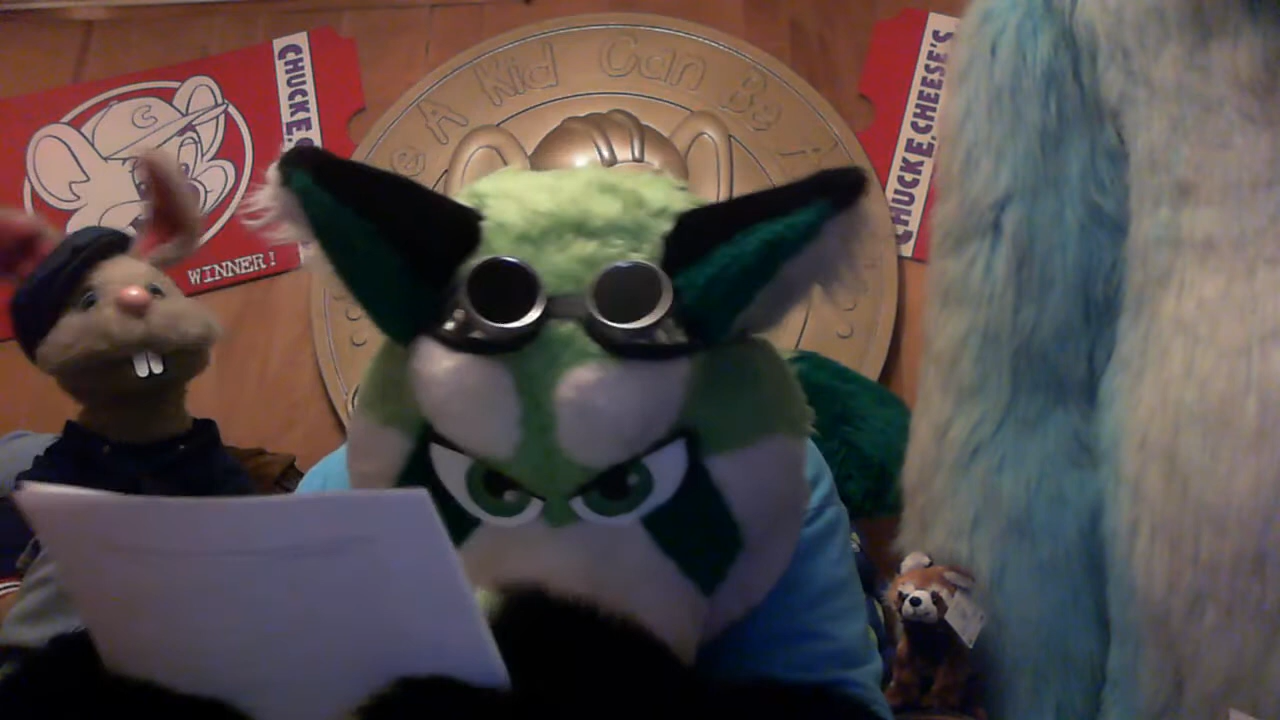 CHUCK E.
C
WINNER!
A Kid Can Be A
CHUCK E. CHEESE'S